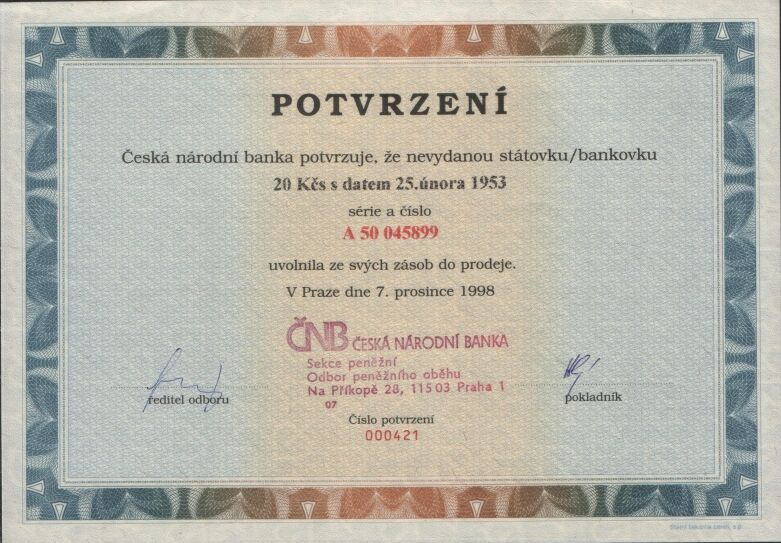 POTVRZENÍ
Česká národní banka potvrzuje, že nevydanou státovku/bankovku
20 Kčs s datem 25.února 1953
série a číslo
A 50 045899
uvolnila ze svých zásob do prodeje.
V Praze dne 7. prosince 1998
ČNB ČESKÁ NÁRODNÍ BANKA
Sekce peněžní
Odbor peněžního oběhu
Na Příkopě 28, 115 03 Praha 1
07
ředitel odboru
pokladník
Číslo potvrzení
000421